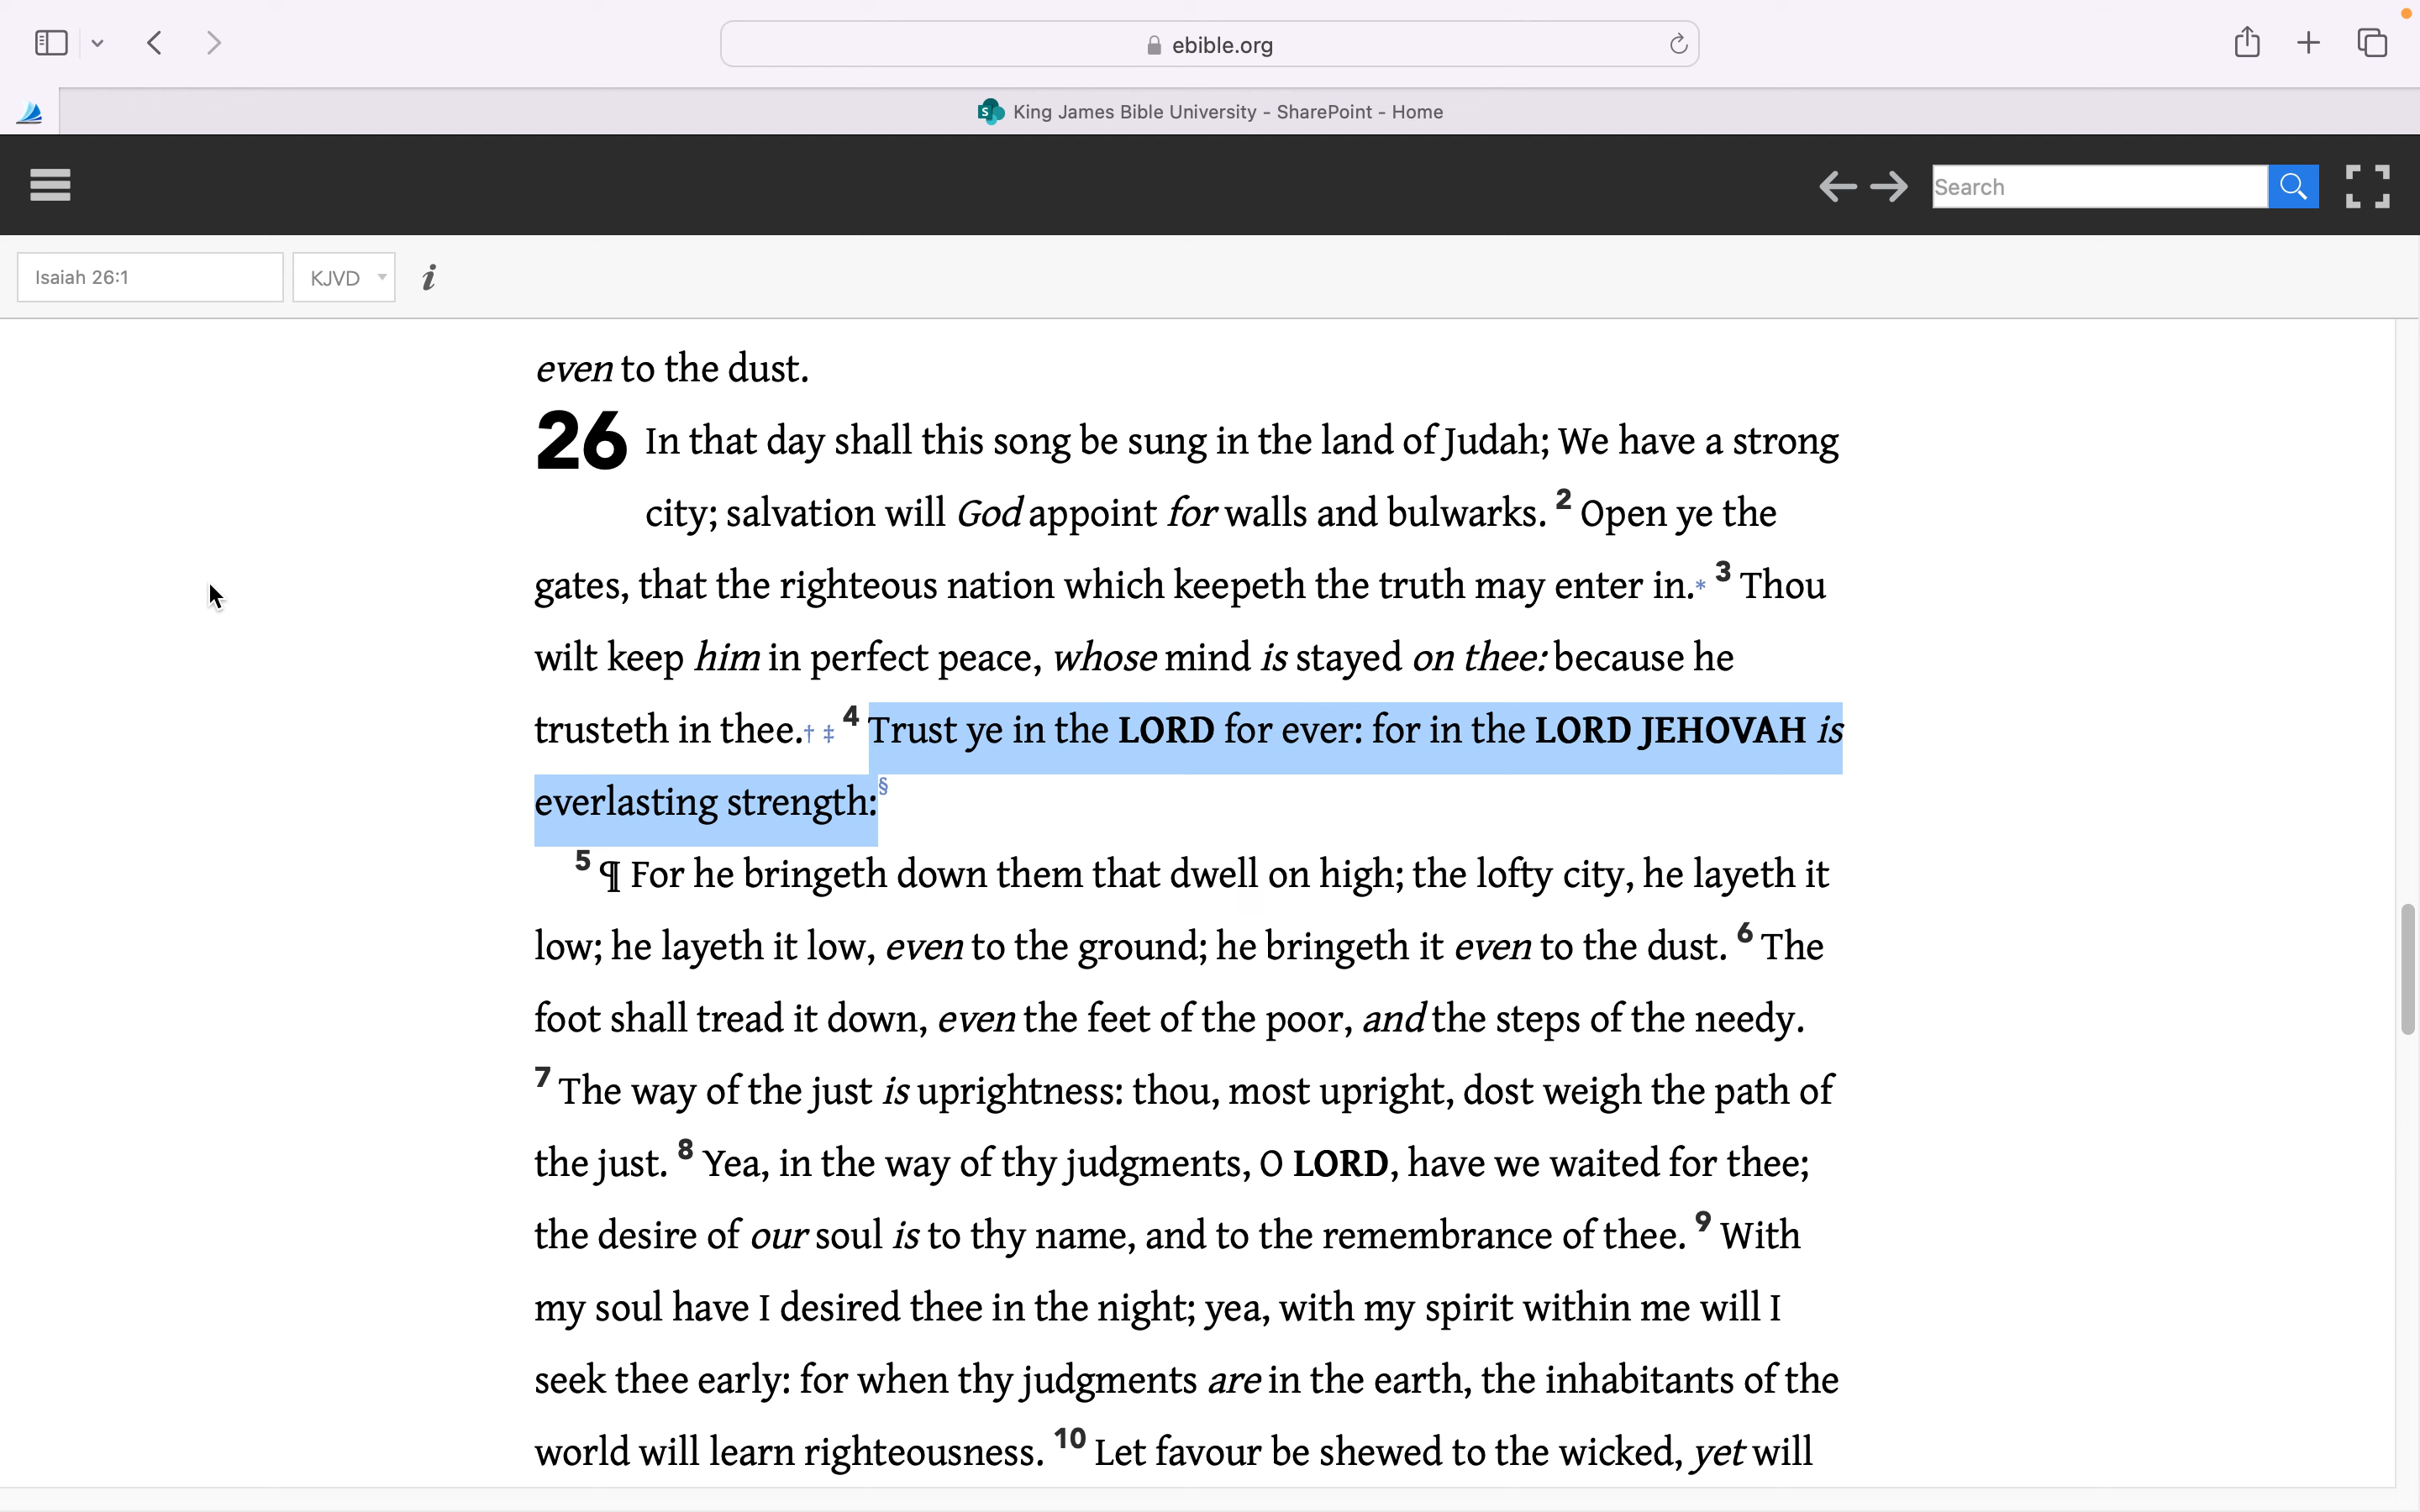 ebible.org
King James Bible University - SharePoint - Home
Search
Isaiah 26:1
KJVD
i
even to the dust.
26 In that day shall this song be sung in the land of Judah; We have a strong
city; salvation will God appoint for walls and bulwarks. 2 Open ye the
gates, that the righteous nation which keepeth the truth may enter in.* 3 Thou
wilt keep him in perfect peace, whose mind is stayed on thee: because he
trusteth in thee.† ‡ 4 Trust ye in the LORD for ever: for in the LORD JEHOVAH is
everlasting strength:§
5 ¶ For he bringeth down them that dwell on high; the lofty city, he layeth it
low; he layeth it low, even to the ground; he bringeth it even to the dust. 6 The
foot shall tread it down, even the feet of the poor, and the steps of the needy.
7 The way of the just is uprightness: thou, most upright, dost weigh the path of
the just. 8 Yea, in the way of thy judgments, O LORD, have we waited for thee;
the desire of our soul is to thy name, and to the remembrance of thee. 9 With
my soul have I desired thee in the night; yea, with my spirit within me will I
seek thee early: for when thy judgments are in the earth, the inhabitants of the
world will learn righteousness. 10 Let favour be shewed to the wicked, yet will